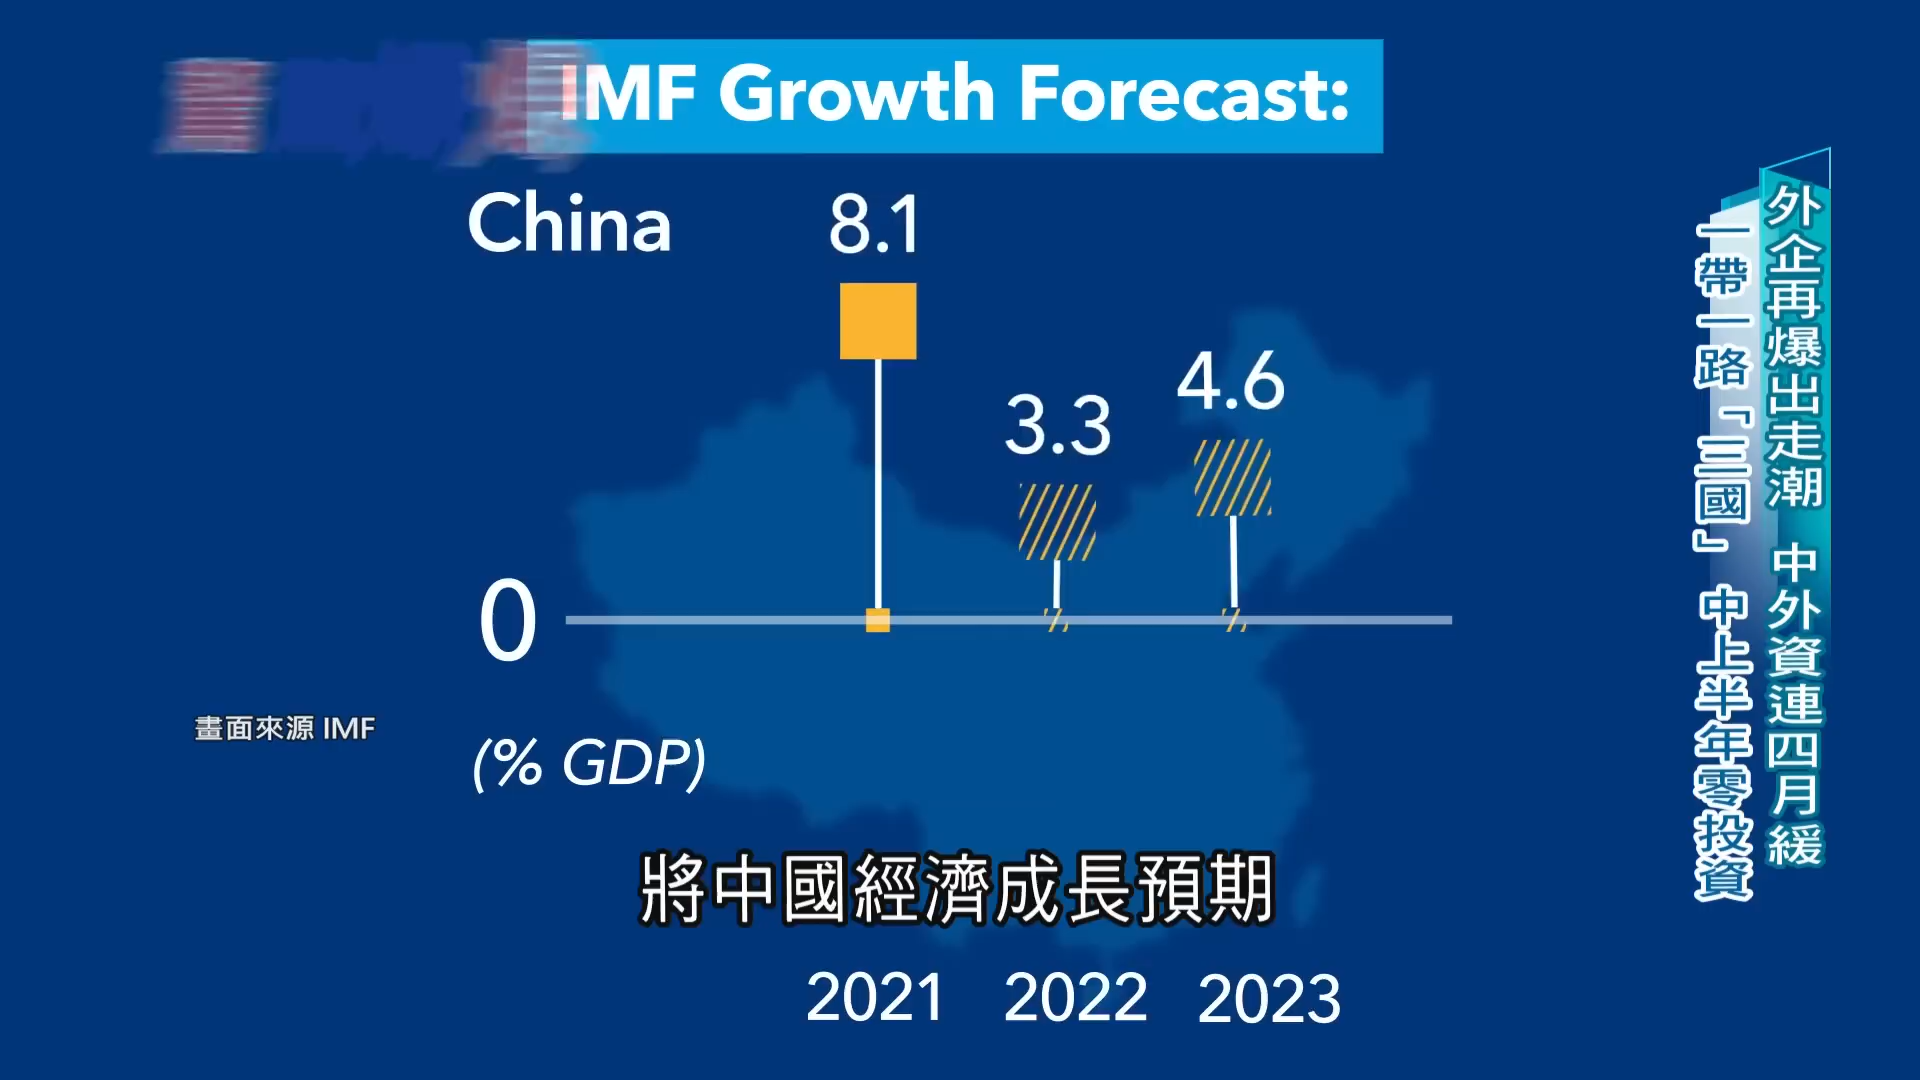 IMF Growth Forecast:
China
8.1
3.3
4.6
0
畫面來源 IMF
(% GDP)
將中國經濟成長預期
2021 2022 2023
外企再爆出走潮 中外資連四月緩
一帶一路『三國』中上半年零投資